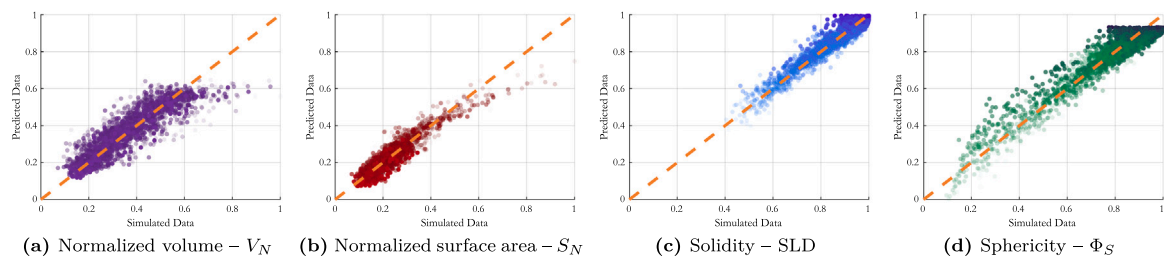 1
0.8
0.6
0.4
0.2
0
Predicted Data
0 0.2 0.4 0.6 0.8 1
Simulated Data
(a) Normalized volume – V_N
1
0.8
0.6
0.4
0.2
0
Predicted Data
0 0.2 0.4 0.6 0.8 1
Simulated Data
(b) Normalized surface area – S_N
1
0.8
0.6
0.4
0.2
0
Predicted Data
0 0.2 0.4 0.6 0.8 1
Simulated Data
(c) Solidity – SLD
1
0.8
0.6
0.4
0.2
0
Predicted Data
0 0.2 0.4 0.6 0.8 1
Simulated Data
(d) Sphericity – Φ_S